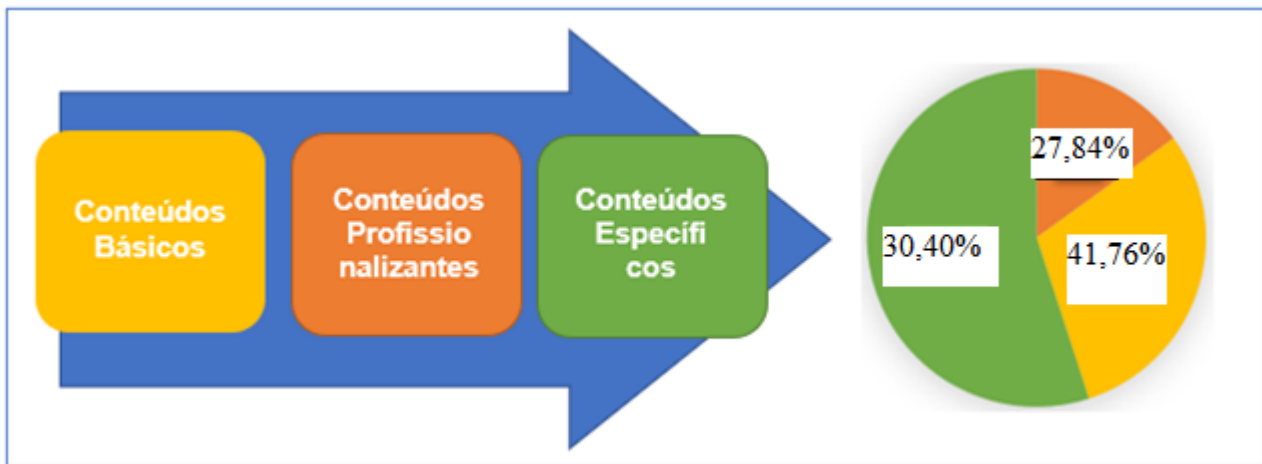 Conteúdos
Básicos
Conteúdos
Profissio
nalizantes
Conteúdos
Específi
cos
27,84%
30,40%
41,76%